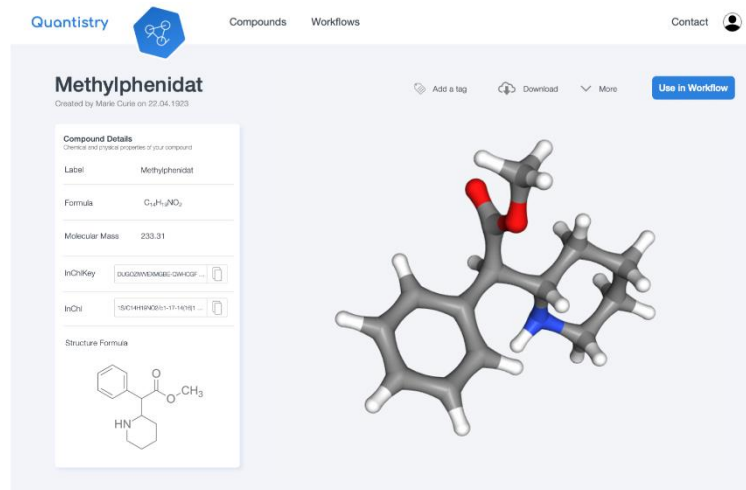 Quantistry
Compounds Workflows
Contact
Methylphenidat
Created by Marie Curie on 22.04.1923
Add a tag
Download
More
Use in Workflow
Compound Details
Chemical and physical properties of your compound
Label Methylphenidat
Formula C₁₄H₁₉NO₂
Molecular Mass 233.31
InChIKey
InChI
Structure Formula
O
O CH₃
HN